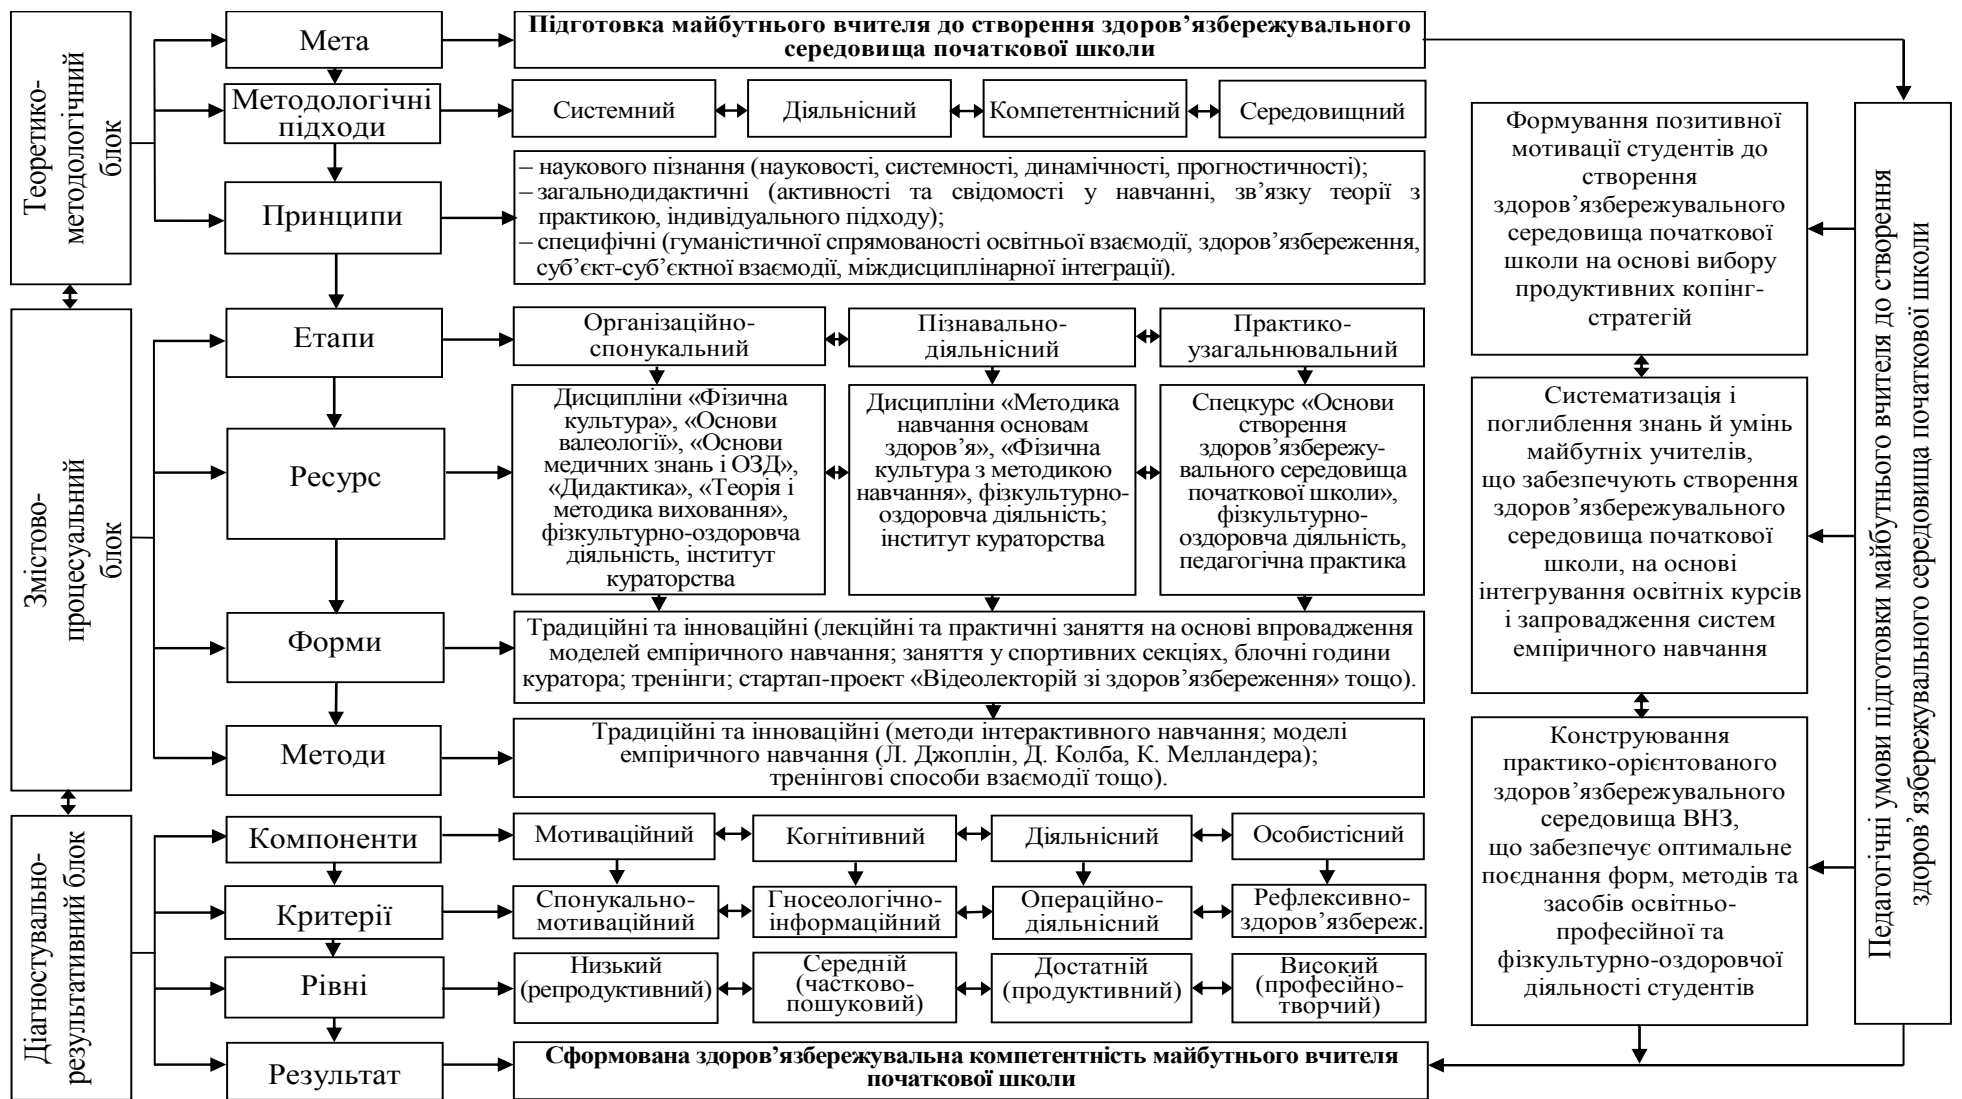 Теоретико-
методологічний
блок
Мета
Підготовка майбутнього вчителя до створення здоров’язбережувального
середовища початкової школи
Методологічні
підходи
Системний
Діяльнісний
Компетентнісний
Середовищний
Принципи
– наукового пізнання (науковості, системності, динамічності, прогностичності);
– загальнодидактичні (активності та свідомості у навчанні, зв’язку теорії з
практикою, індивідуального підходу);
– специфічні (гуманістичної спрямованості освітньої взаємодії, здоров’язбереження,
суб’єкт-суб’єктної взаємодії, міждисциплінарної інтеграції).
Змістово-
процесуальний
блок
Етапи
Організаційно-
спонукальний
Пізнавально-
діяльнісний
Практико-
узагальнювальний
Ресурс
Дисципліни «Фізична
культура», «Основи
валеології», «Основи
медичних знань і ОЗД»,
«Дидактика», «Теорія і
методика виховання»,
фізкультурно-оздоровча
діяльність, інститут
кураторства
Дисципліни «Методика
навчання основам
здоров’я», «Фізична
культура з методикою
навчання», фізкультурно-
оздоровча діяльність;
інститут кураторства
Спецкурс «Основи
створення
здоров’язбережу-
вального середовища
початкової школи»,
фізкультурно-
оздоровча діяльність,
педагогічна практика
Форми
Традиційні та інноваційні (лекційні та практичні заняття на основі впровадження
моделей емпіричного навчання; заняття у спортивних секціях, блочні години
куратора; тренінги; стартап-проект «Відеолекторій зі здоров’язбереження» тощо).
Методи
Традиційні та інноваційні (методи інтерактивного навчання; моделі
емпіричного навчання (Л. Джоплін, Д. Колба, К. Мелландера);
тренінгові способи взаємодії тощо).
Діагностувально-
результативний блок
Компоненти
Мотиваційний
Когнітивний
Діяльнісний
Особистісний
Критерії
Спонукально-
мотиваційний
Гносеологічно-
інформаційний
Операційно-
діяльнісний
Рефлексивно-
здоров’язбереж.
Рівні
Низький
(репродуктивний)
Середній
(частково-
пошуковий)
Достатній
(продуктивний)
Високий
(професійно-
творчий)
Результат
Сформована здоров’язбережувальна компетентність майбутнього вчителя
початкової школи
Формування позитивної
мотивації студентів до
створення
здоров’язбережувального
середовища початкової
школи на основі вибору
продуктивних копінг-
стратегій
Систематизація і
поглиблення знань й умінь
майбутніх учителів,
що забезпечують створення
здоров’язбережувального
середовища початкової
школи, на основі
інтегрування освітніх курсів
і запровадження систем
емпіричного навчання
Конструювання
практико-орієнтованого
здоров’язбережувального
середовища ВНЗ,
що забезпечує оптимальне
поєднання форм, методів та
засобів освітньо-
професійної та
фізкультурно-оздоровчої
діяльності студентів
Педагогічні умови підготовки майбутнього вчителя до створення
здоров’язбережувального середовища початкової школи